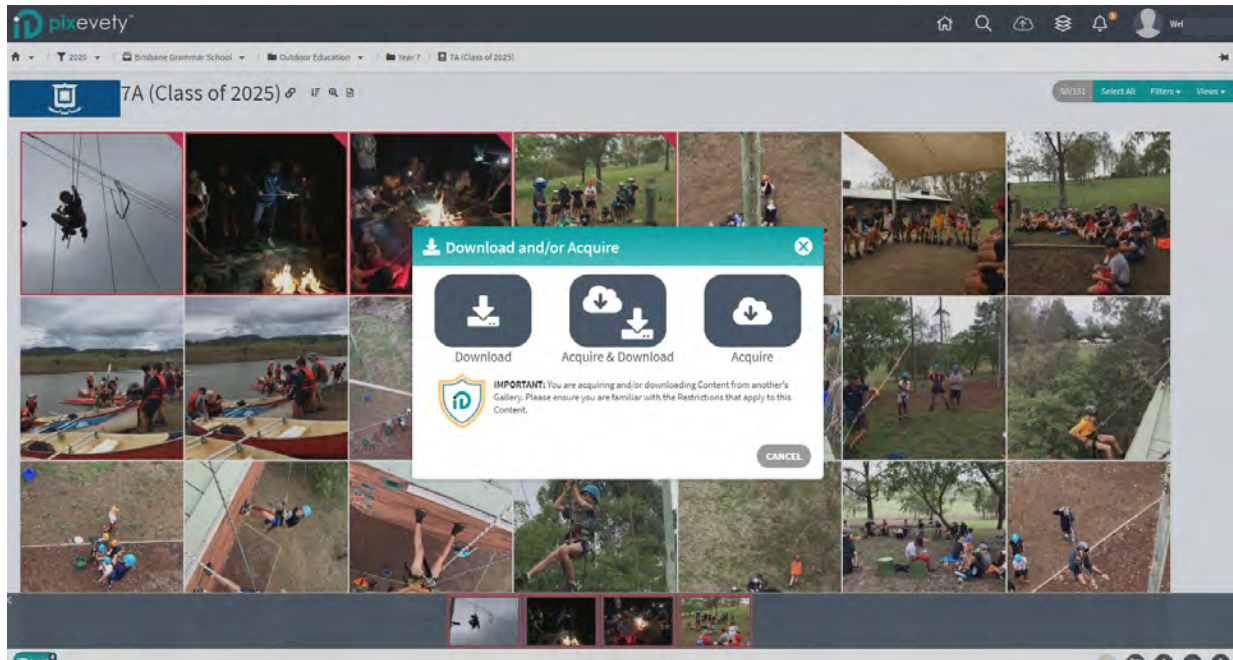 pixevety
Wel
2020 / Brisbane Grammar School / Outdoor Education / Year 7 / 7A (Class of 2025)
7A (Class of 2025)
50/151 Select All Filters Views
Download and/or Acquire
Download Acquire & Download Acquire
IMPORTANT: You are acquiring and/or downloading Content from another's
Gallery. Please ensure you are familiar with the Restrictions that apply to this
Content.
CANCEL
4